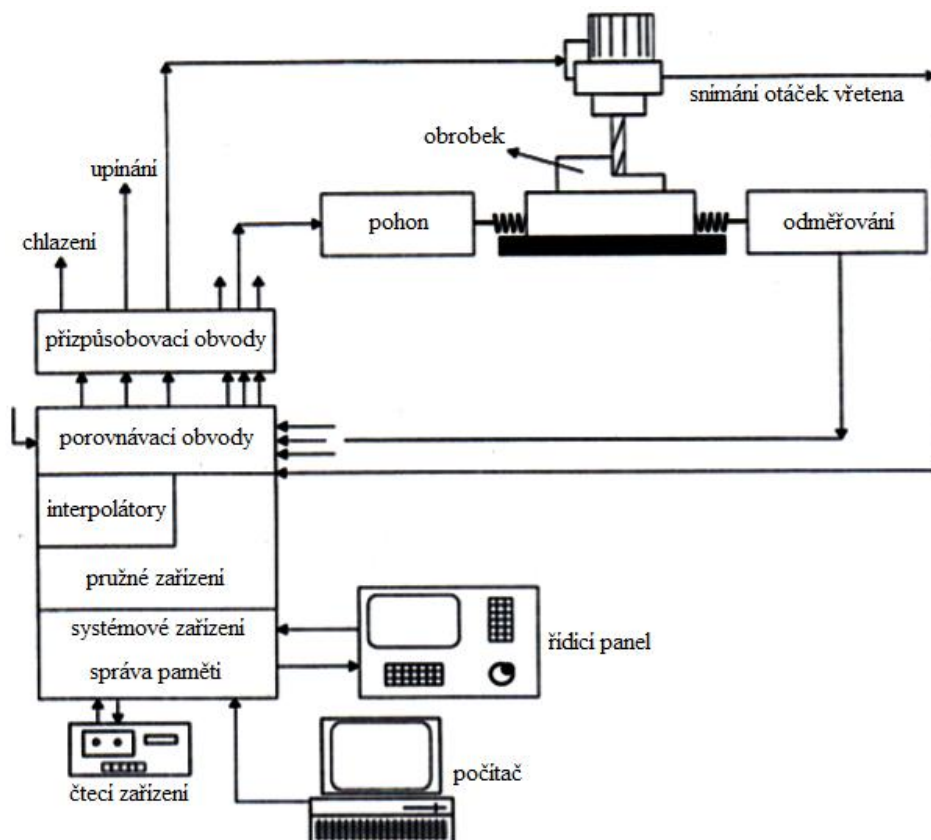 snímání otáček vřetena
obrobek
upínání
chlazení
pohon
odměřování
přizpůsobovací obvody
porovnávací obvody
interpolátory
pružné zařízení
systémové zařízení
správa paměti
řídicí panel
čtecí zařízení
počítač